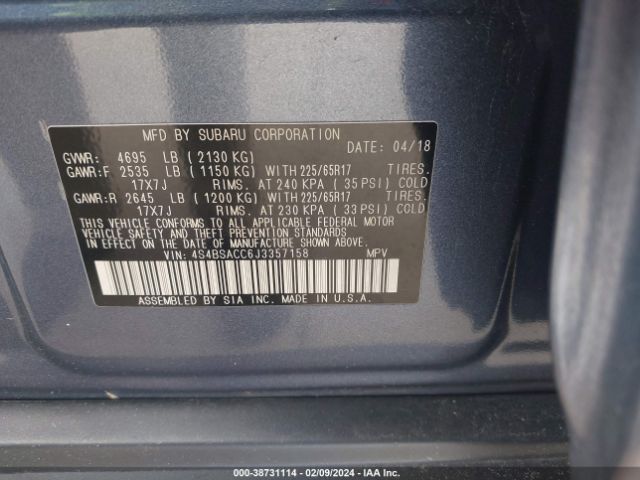 MFD BY SUBARU CORPORATION
DATE: 04/18
GVWR: 4695 LB ( 2130 KG)
GAWR:F 2535 LB ( 1150 KG) WITH 225/65R17 TIRES.
17X7J RIMS. AT 240 KPA ( 35 PSI) COLD
GAWR:R 2645 LB ( 1200 KG) WITH 225/65R17 TIRES.
17X7J RIMS. AT 230 KPA ( 33 PSI) COLD
THIS VEHICLE CONFORMS TO ALL APPLICABLE FEDERAL MOTOR
VEHICLE SAFETY AND THEFT PREVENTION STANDARDS
IN EFFECT ON THE DATE OF MANUFACTURE SHOWN ABOVE.
VIN: 4S4BSACC6J3357158 MPV
ASSEMBLED BY SIA INC. MADE IN U.S.A.
000-38731114 - 02/09/2024 - IAA Inc.